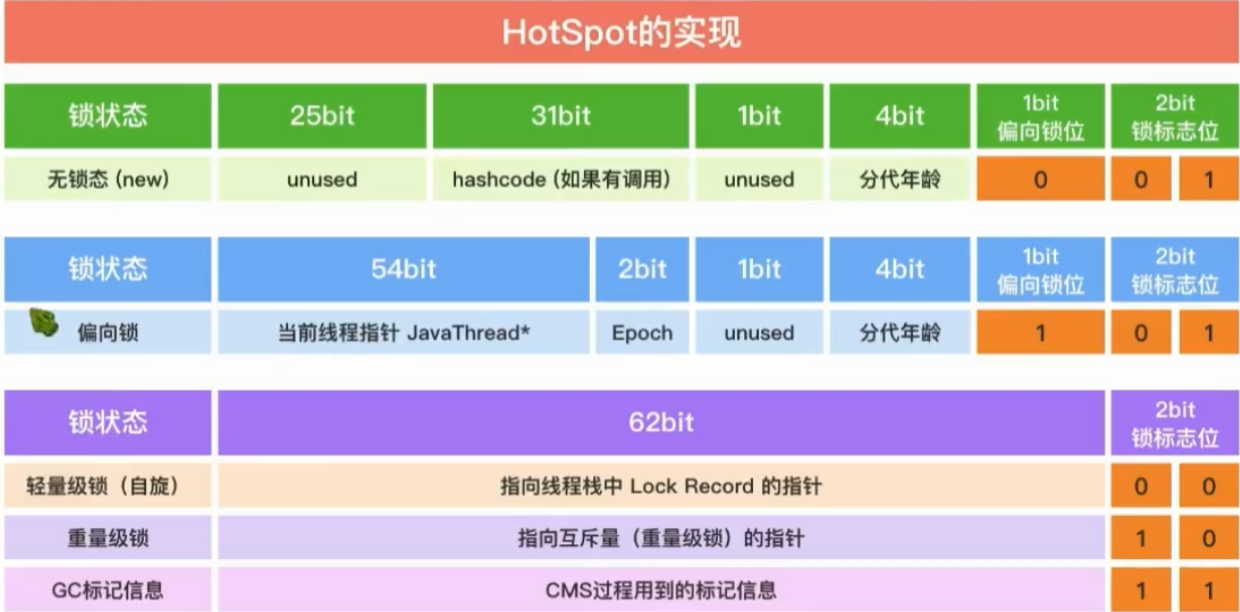 HotSpot的实现
锁状态 25bit 31bit 1bit 4bit 1bit 偏向锁位 2bit 锁标志位
无锁态 (new) unused hashcode (如果有调用) unused 分代年龄 0 0 1
锁状态 54bit 2bit 1bit 4bit 1bit 偏向锁位 2bit 锁标志位
偏向锁 当前线程指针 JavaThread* Epoch unused 分代年龄 1 0 1
锁状态 62bit 2bit 锁标志位
轻量级锁（自旋） 指向线程栈中 Lock Record 的指针 0 0
重量级锁 指向互斥量（重量级锁）的指针 1 0
GC标记信息 CMS过程用到的标记信息 1 1